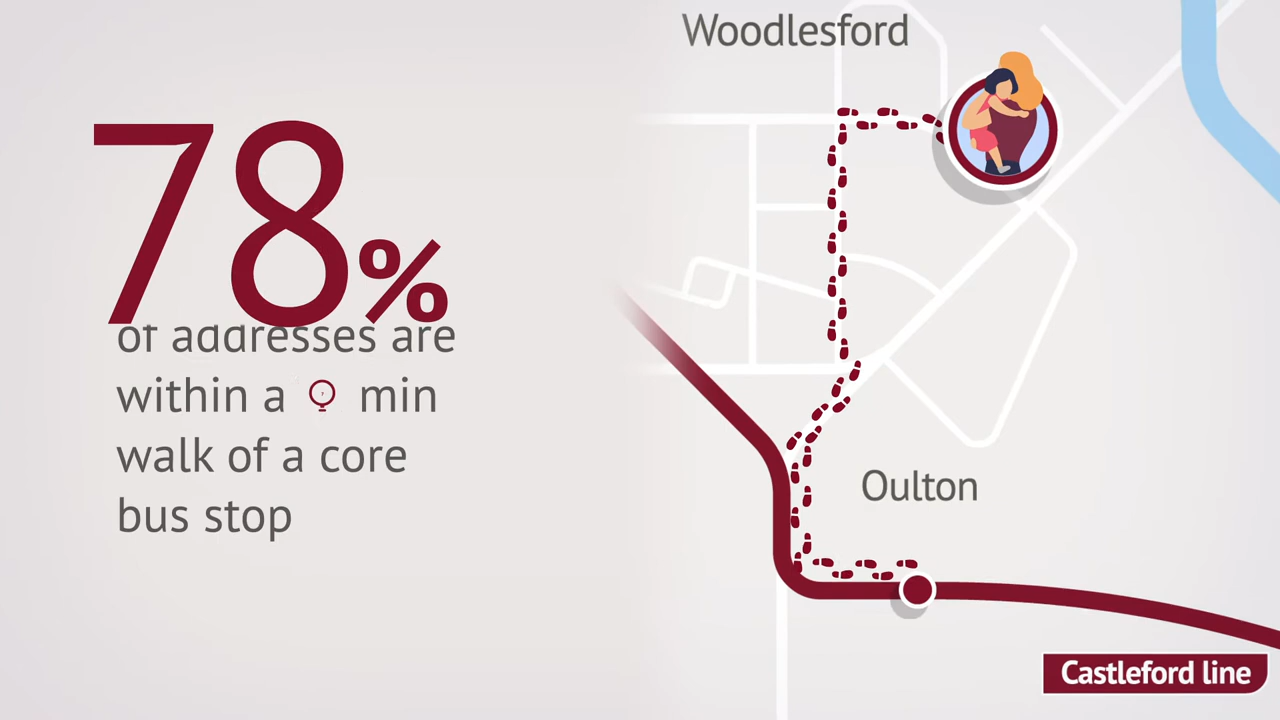 78%
of addresses are
within a min
walk of a core
bus stop
Woodlesford
Oulton
Castleford line